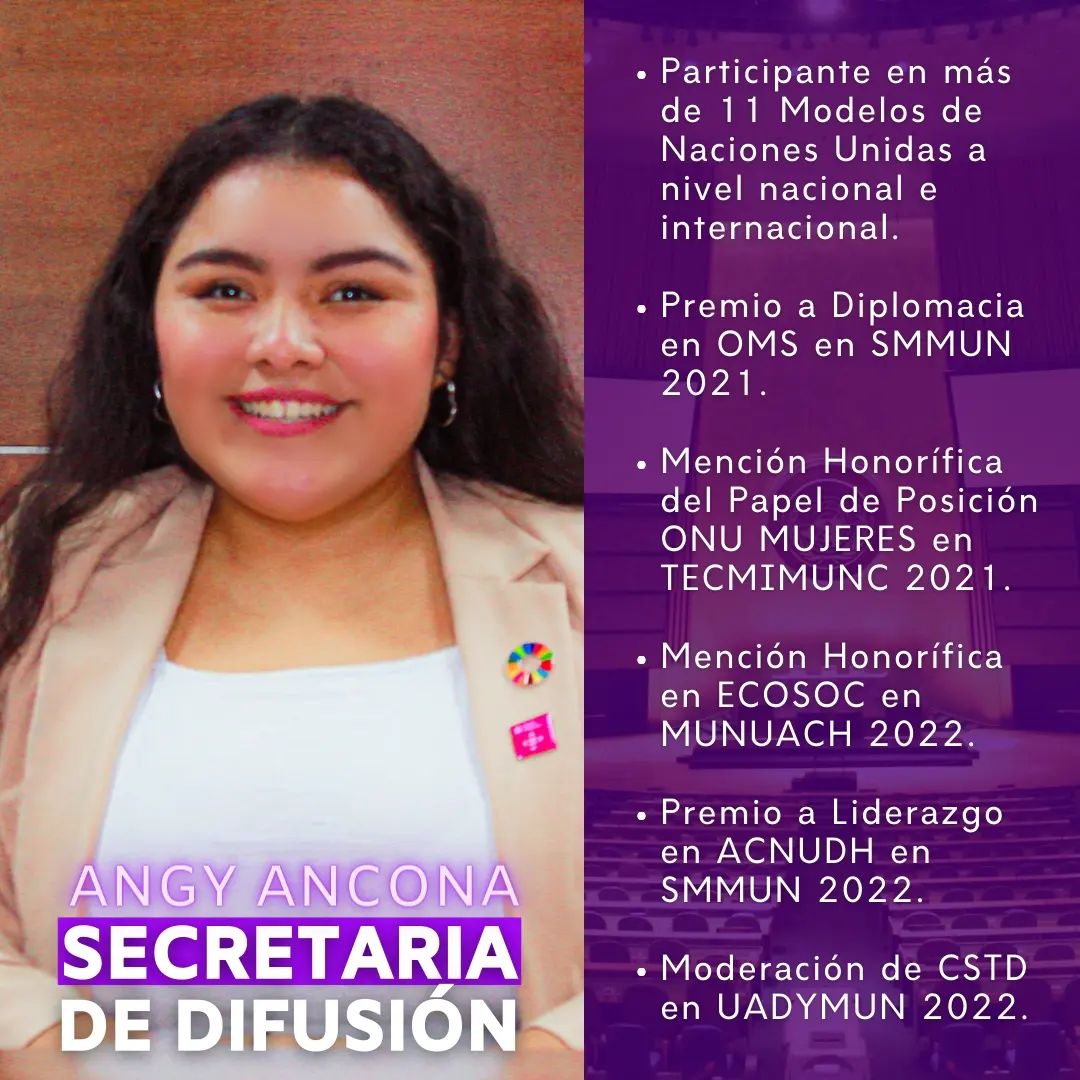 ANGY ANCONA
SECRETARIA
DE DIFUSIÓN
• Participante en más
de 11 Modelos de
Naciones Unidas a
nivel nacional e
internacional.
• Premio a Diplomacia
en OMS en SMMUN
2021.
• Mención Honorífica
del Papel de Posición
ONU MUJERES en
TECMIMUNC 2021.
• Mención Honorífica
en ECOSOC en
MUNUACH 2022.
• Premio a Liderazgo
en ACNUDH en
SMMUN 2022.
• Moderación de CSTD
en UADYMUN 2022.